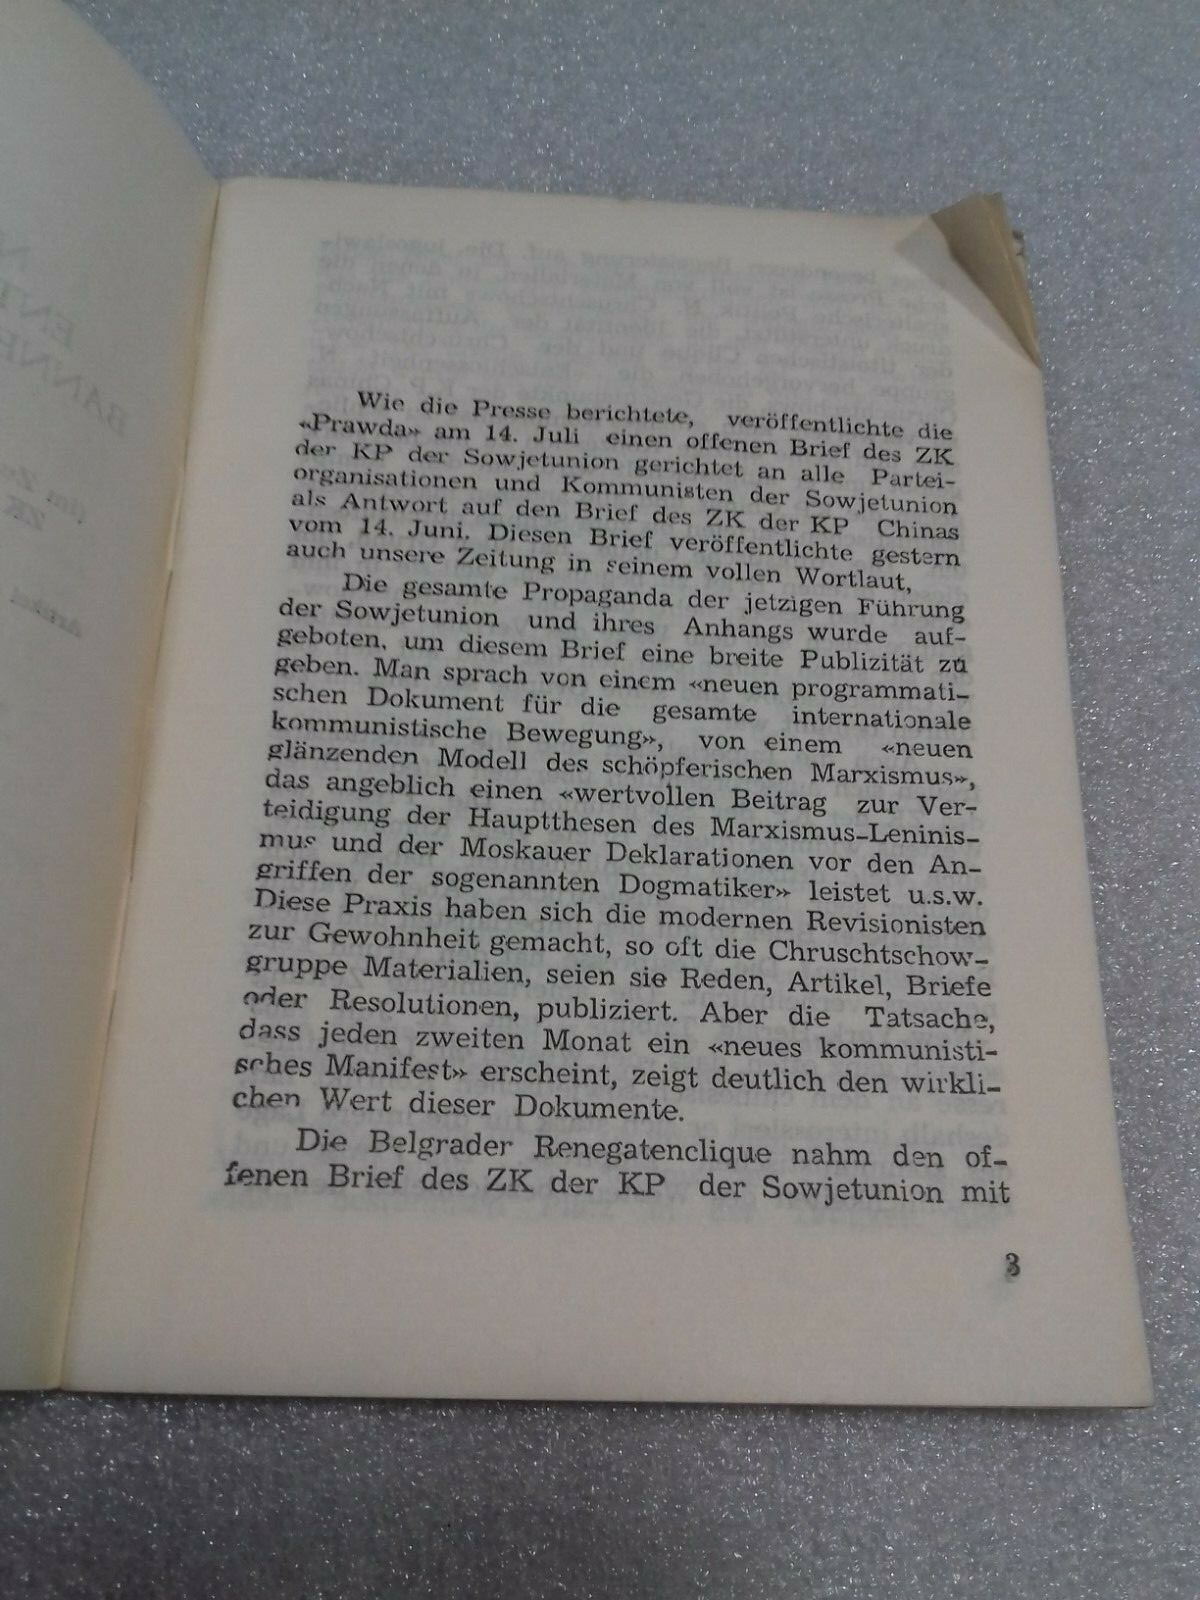 Wie die Presse berichtete, veröffentlichte die
«Prawda» am 14. Juli einen offenen Brief des ZK
der KP der Sowjetunion gerichtet an alle Partei-
organisationen und Kommunisten der Sowjetunion
als Antwort auf den Brief des ZK der KP Chinas
vom 14. Juni. Diesen Brief veröffentlichte gestern
auch unsere Zeitung in seinem vollen Wortlaut,
Die gesamte Propaganda der jetzigen Führung
der Sowjetunion und ihres Anhangs wurde auf-
geboten, um diesem Brief eine breite Publizität zu
geben. Man sprach von einem «neuen programmati-
schen Dokument für die gesamte internationale
kommunistische Bewegung», von einem «neuen
glänzenden Modell des schöpferischen Marxismus»,
das angeblich einen «wertvollen Beitrag zur Ver-
teidigung der Hauptthesen des Marxismus-Leninis-
mus und der Moskauer Deklarationen vor den An-
griffen der sogenannten Dogmatiker» leistet u.s.w.
Diese Praxis haben sich die modernen Revisionisten
zur Gewohnheit gemacht, so oft die Chruschtschow-
gruppe Materialien, seien sie Reden, Artikel, Briefe
oder Resolutionen, publiziert. Aber die Tatsache,
dass jeden zweiten Monat ein «neues kommunisti-
sches Manifest» erscheint, zeigt deutlich den wirkli-
chen Wert dieser Dokumente.
Die Belgrader Renegatenclique nahm den of-
fenen Brief des ZK der KP der Sowjetunion mit
3